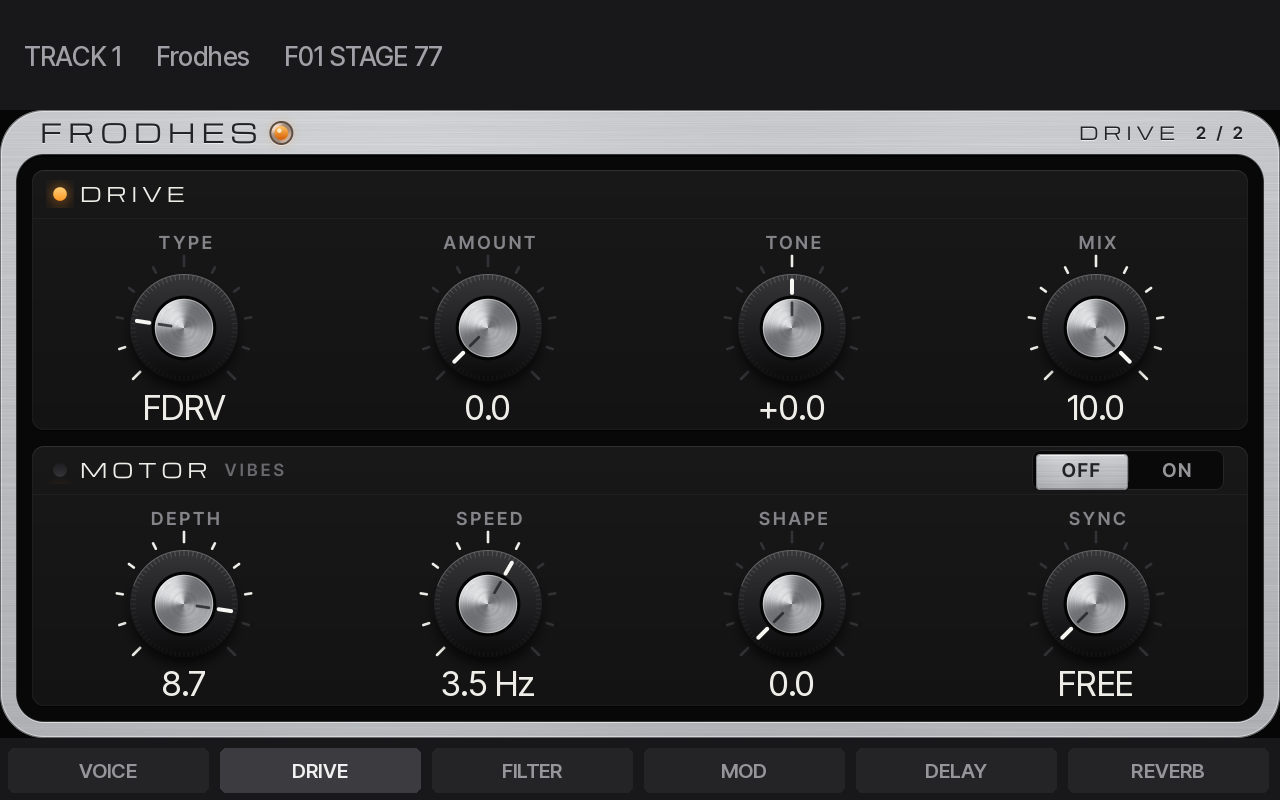 TRACK 1 Frodhes F01 STAGE 77
FRODHES DRIVE 2 / 2
DRIVE
TYPE AMOUNT TONE MIX
FDRV 0.0 +0.0 10.0
MOTOR VIBES OFF ON
DEPTH SPEED SHAPE SYNC
8.7 3.5 Hz 0.0 FREE
VOICE DRIVE FILTER MOD DELAY REVERB